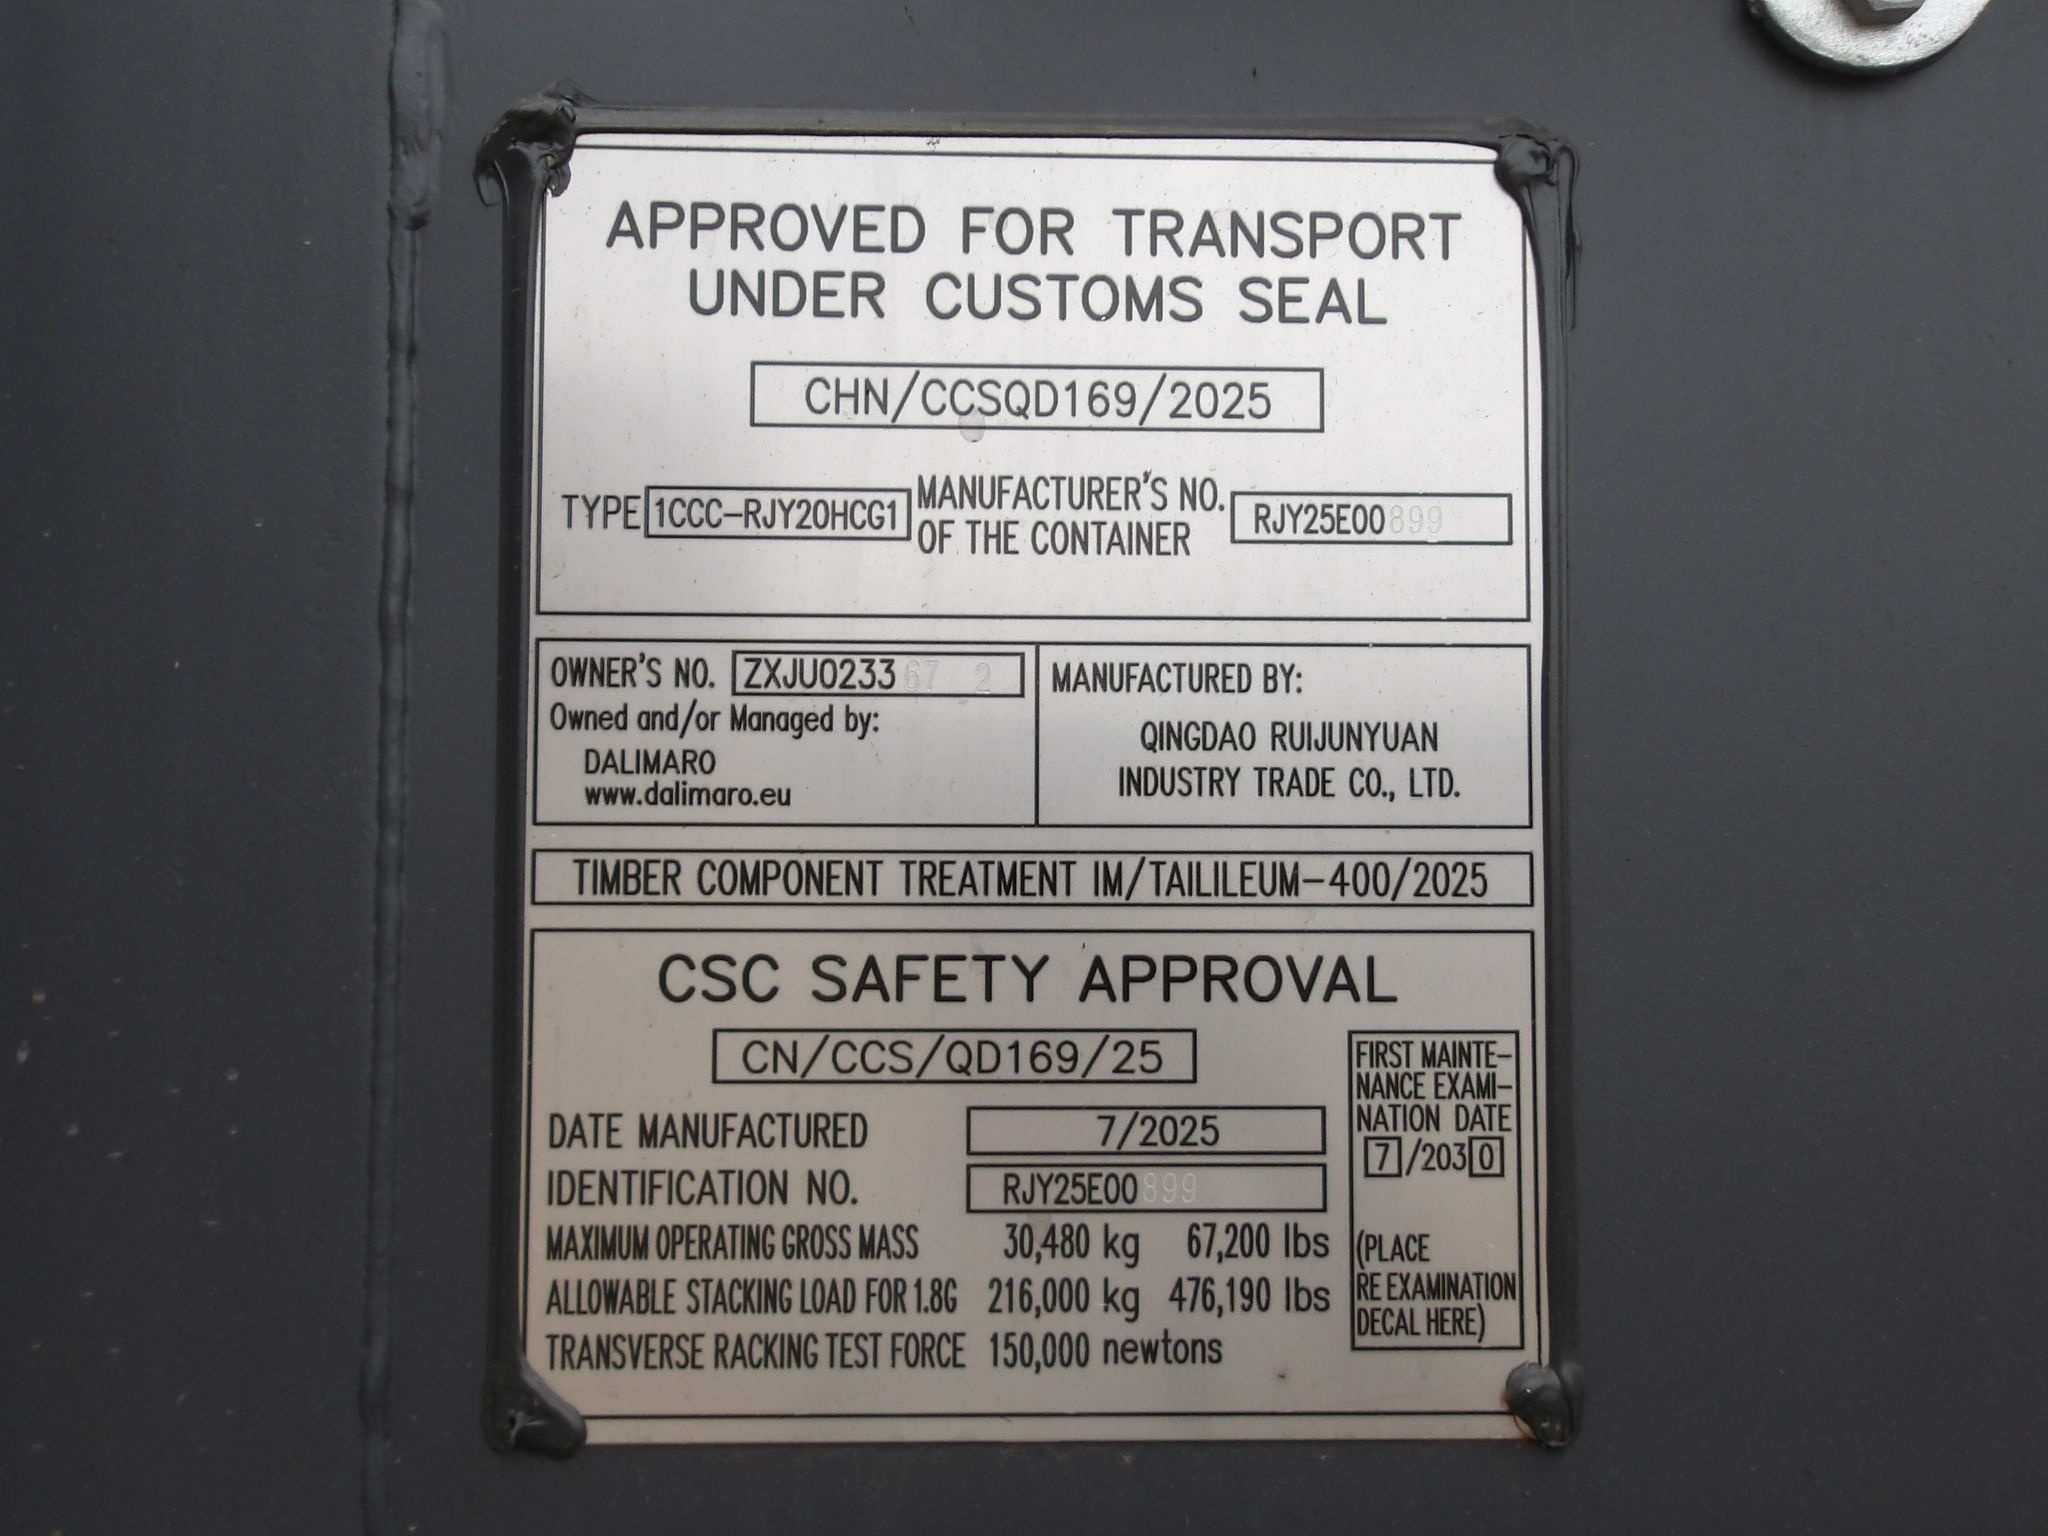 APPROVED FOR TRANSPORT
UNDER CUSTOMS SEAL
CHN/CCSQD169/2025
TYPE 1CCC-RJY20HCG1 MANUFACTURER'S NO. OF THE CONTAINER RJY25E00899
OWNER'S NO. ZXJU023367 2
Owned and/or Managed by:
DALIMARO
www.dalimaro.eu
MANUFACTURED BY:
QINGDAO RUIJUNYUAN
INDUSTRY TRADE CO., LTD.
TIMBER COMPONENT TREATMENT IM/TAILILEUM-400/2025
CSC SAFETY APPROVAL
CN/CCS/QD169/25
DATE MANUFACTURED 7/2025
IDENTIFICATION NO. RJY25E00899
MAXIMUM OPERATING GROSS MASS 30,480 kg 67,200 lbs
ALLOWABLE STACKING LOAD FOR 1.8G 216,000 kg 476,190 lbs
TRANSVERSE RACKING TEST FORCE 150,000 newtons
FIRST MAINTE-
NANCE EXAMI-
NATION DATE
7/2030
(PLACE
RE EXAMINATION
DECAL HERE)